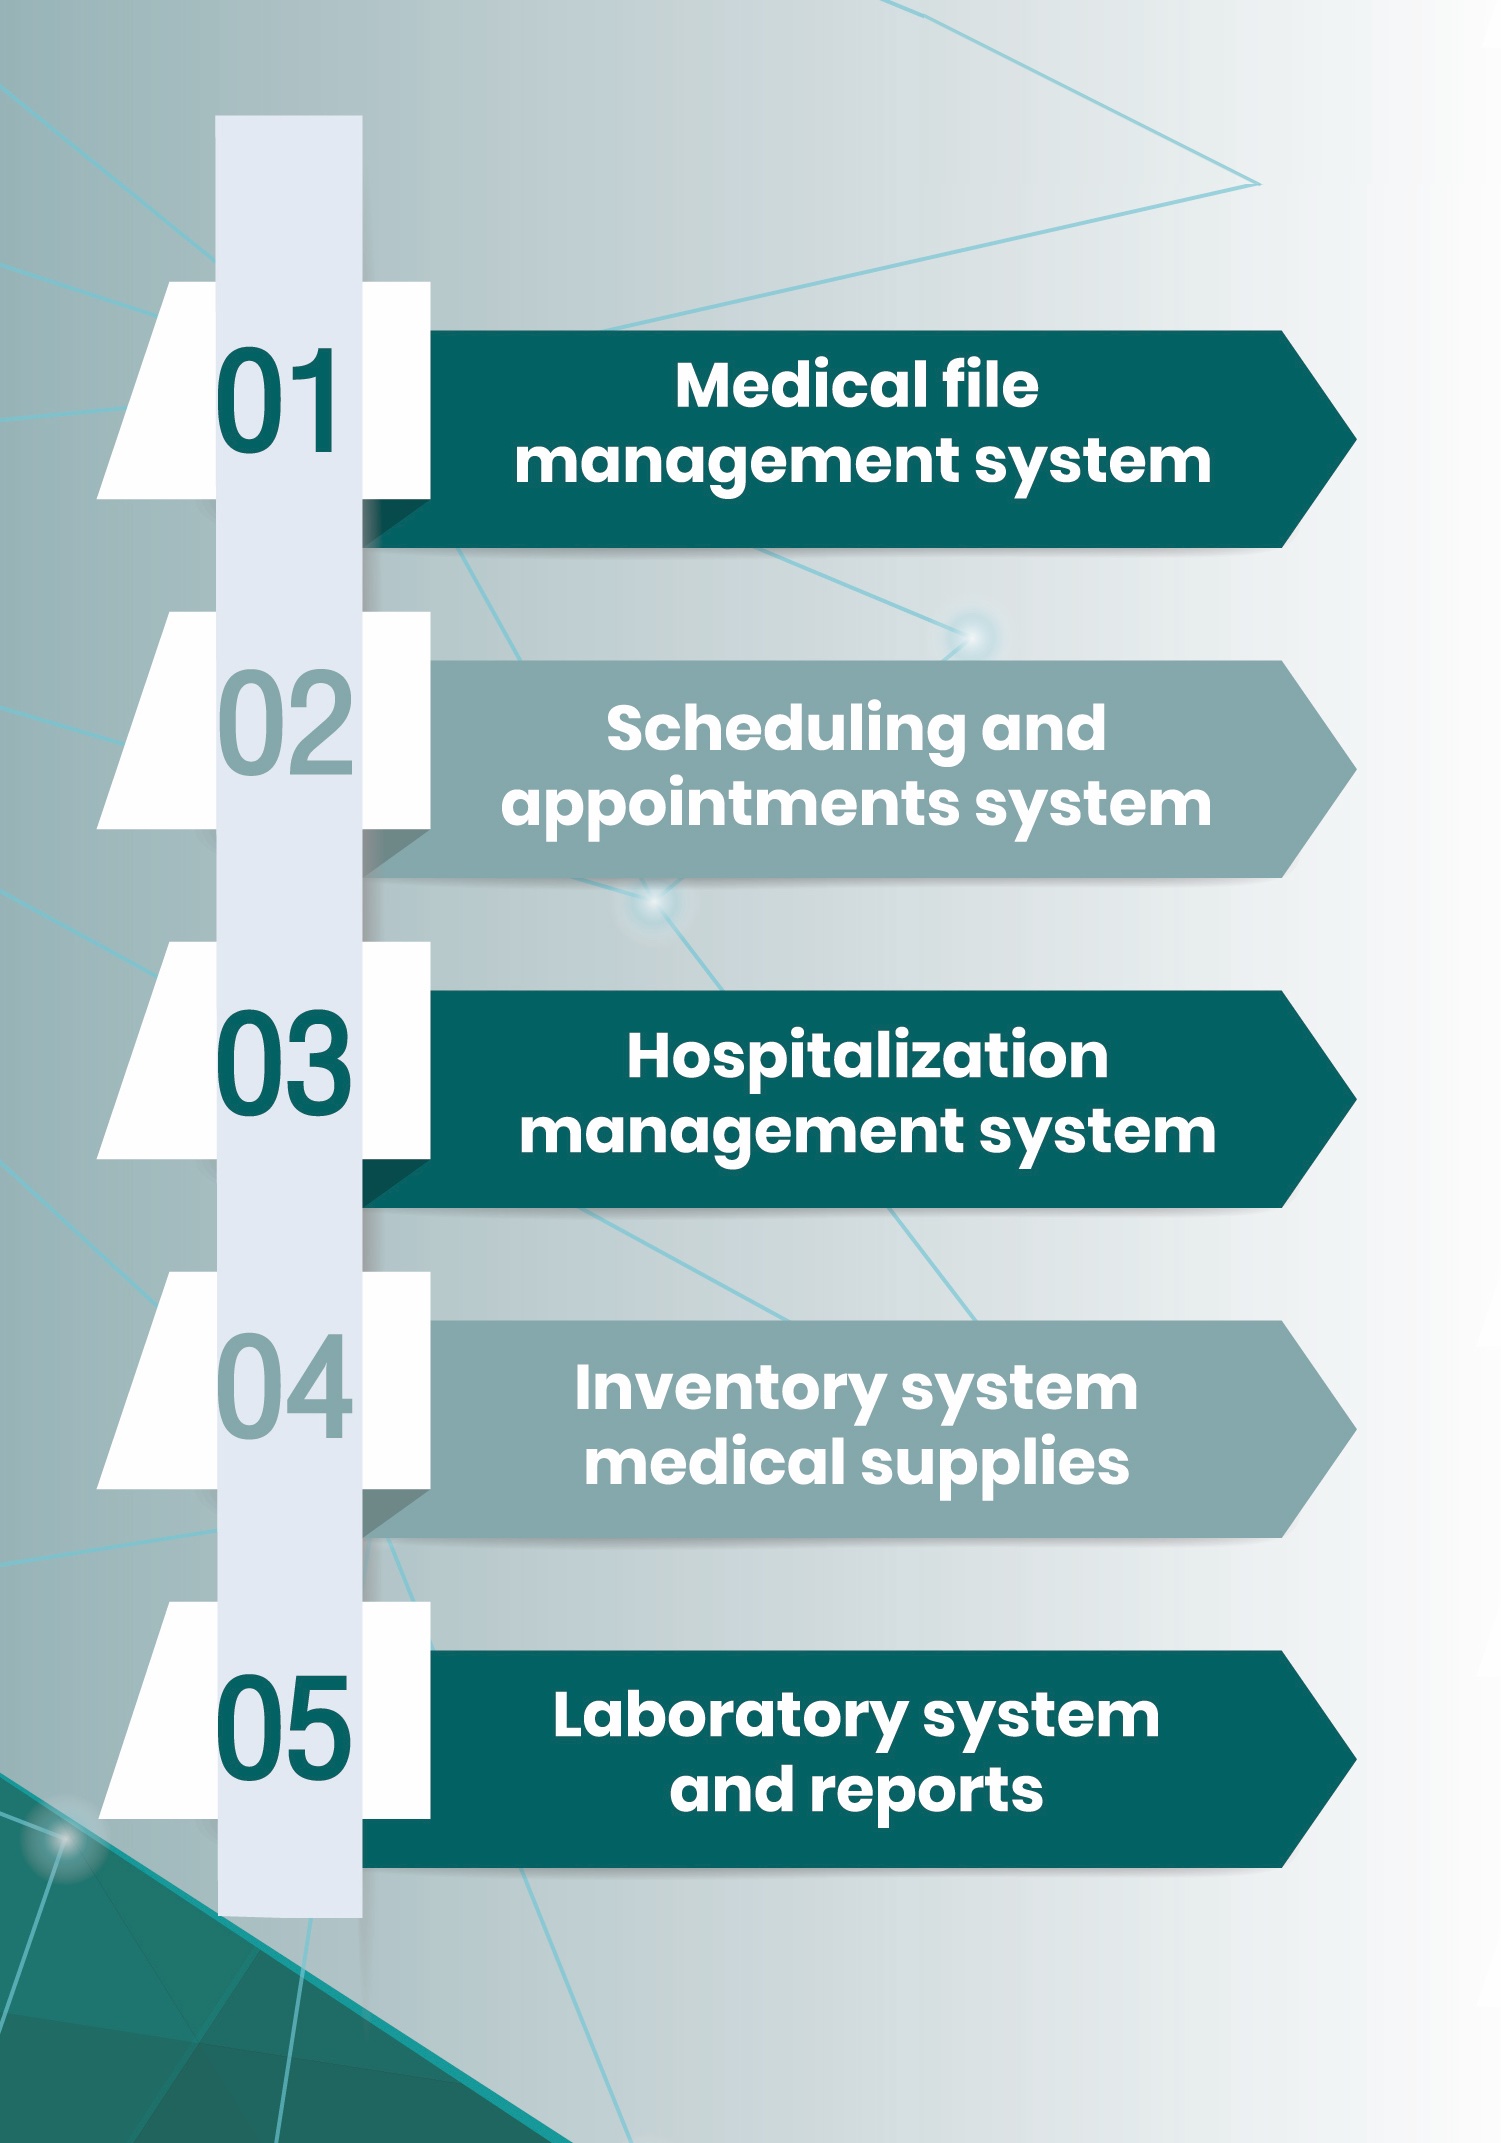 01
Medical file
management system
02
Scheduling and
appointments system
03
Hospitalization
management system
04
Inventory system
medical supplies
05
Laboratory system
and reports